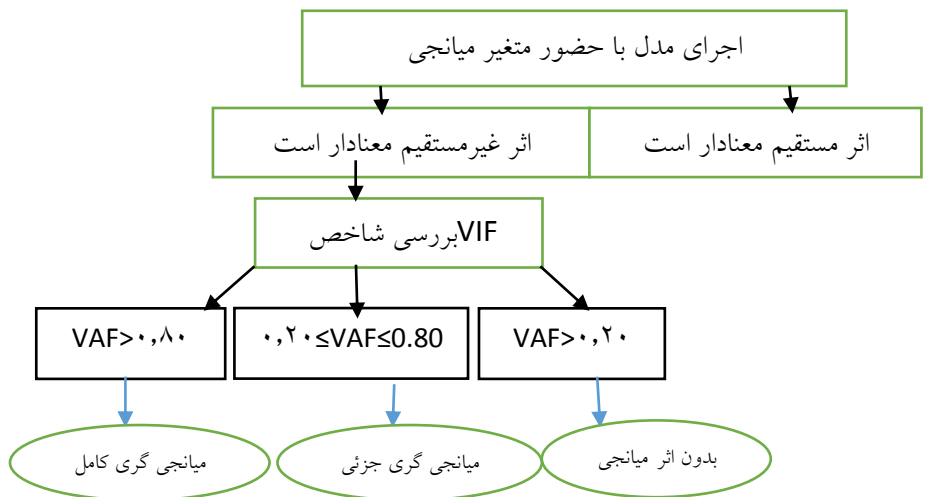 اجرای مدل با حضور متغیر میانجی
اثر مستقیم معنادار است
اثر غیرمستقیم معنادار است
VIFبررسی شاخص
VAF>۰,۲۰
۰,۲۰≤VAF≤0.80
VAF>۰,۸۰
بدون اثر میانجی
میانجی گری جزئی
میانجی گری کامل